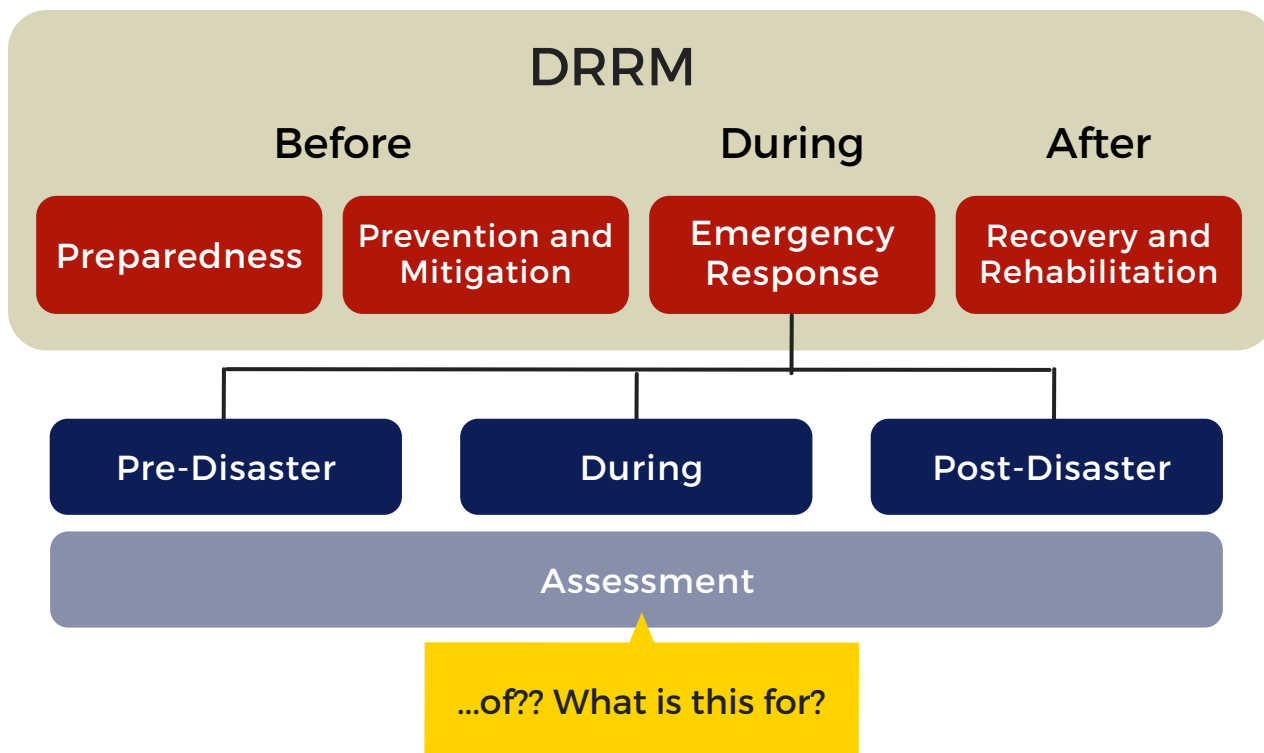 DRRM
Before
During
After
Preparedness
Prevention and
Mitigation
Emergency
Response
Recovery and
Rehabilitation
Pre-Disaster
During
Post-Disaster
Assessment
...of?? What is this for?